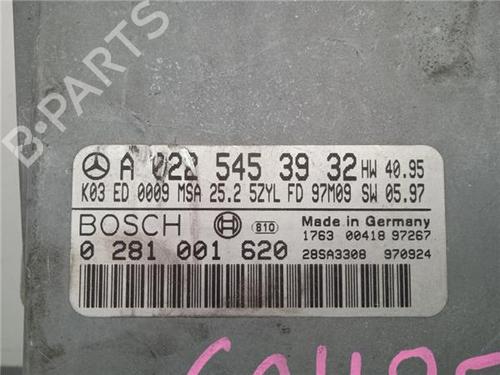 B-PARTS
A 022 545 39 32 HW 40.95
K03 ED 0009 MSA 25.2 5ZYL FD 97M09 SW 05.97
BOSCH 810 Made in Germany
1763 00418 97267
0 281 001 620
28SA3308 970924